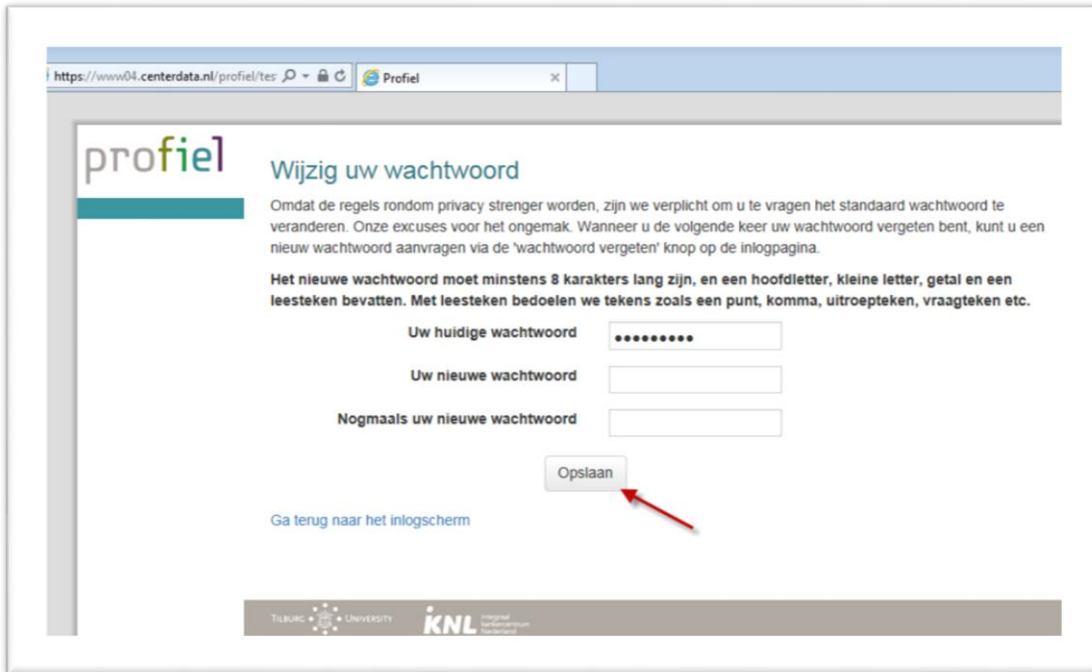 https://www04.centerdata.nl/profiel/tes
Profiel
profiel
Wijzig uw wachtwoord
Omdat de regels rondom privacy strenger worden, zijn we verplicht om u te vragen het standaard wachtwoord te
veranderen. Onze excuses voor het ongemak. Wanneer u de volgende keer uw wachtwoord vergeten bent, kunt u een
nieuw wachtwoord aanvragen via de 'wachtwoord vergeten' knop op de inlogpagina.
Het nieuwe wachtwoord moet minstens 8 karakters lang zijn, en een hoofdletter, kleine letter, getal en een
leesteken bevatten. Met leesteken bedoelen we tekens zoals een punt, komma, uitroepteken, vraagteken etc.
Uw huidige wachtwoord
Uw nieuwe wachtwoord
Nogmaals uw nieuwe wachtwoord
Opslaan
Ga terug naar het inlogscherm
TILBURG UNIVERSITY
iKNL integraal
kankercentrum
Nederland